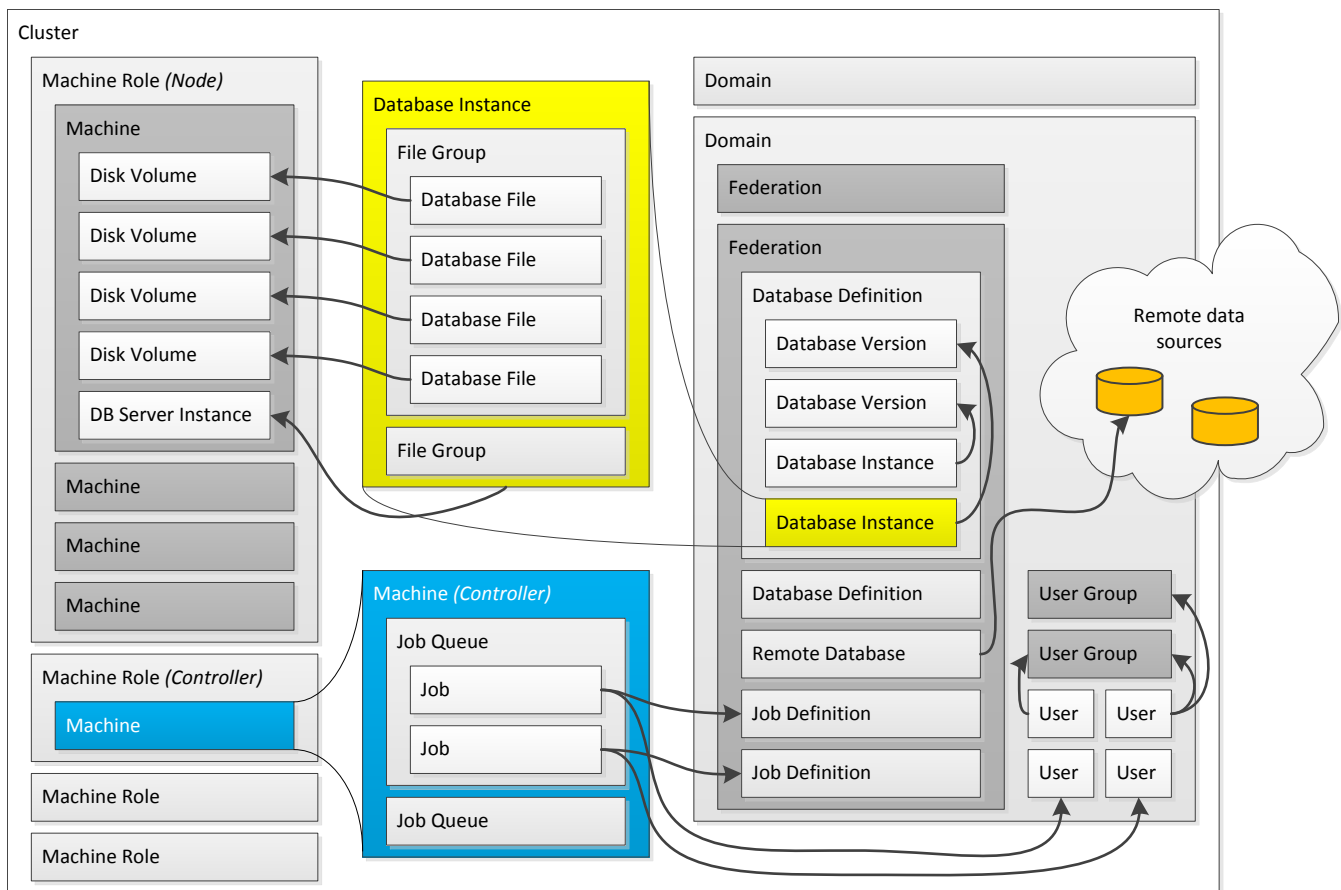 Cluster
Machine Role (Node)
Machine
Disk Volume
Disk Volume
Disk Volume
Disk Volume
DB Server Instance
Machine
Machine
Machine
Machine Role (Controller)
Machine
Machine Role
Machine Role
Database Instance
File Group
Database File
Database File
Database File
Database File
File Group
Machine (Controller)
Job Queue
Job
Job
Job Queue
Domain
Domain
Federation
Federation
Database Definition
Database Version
Database Version
Database Instance
Database Instance
Database Definition
Remote Database
Job Definition
Job Definition
User Group
User Group
User
User
User
User
Remote data
sources